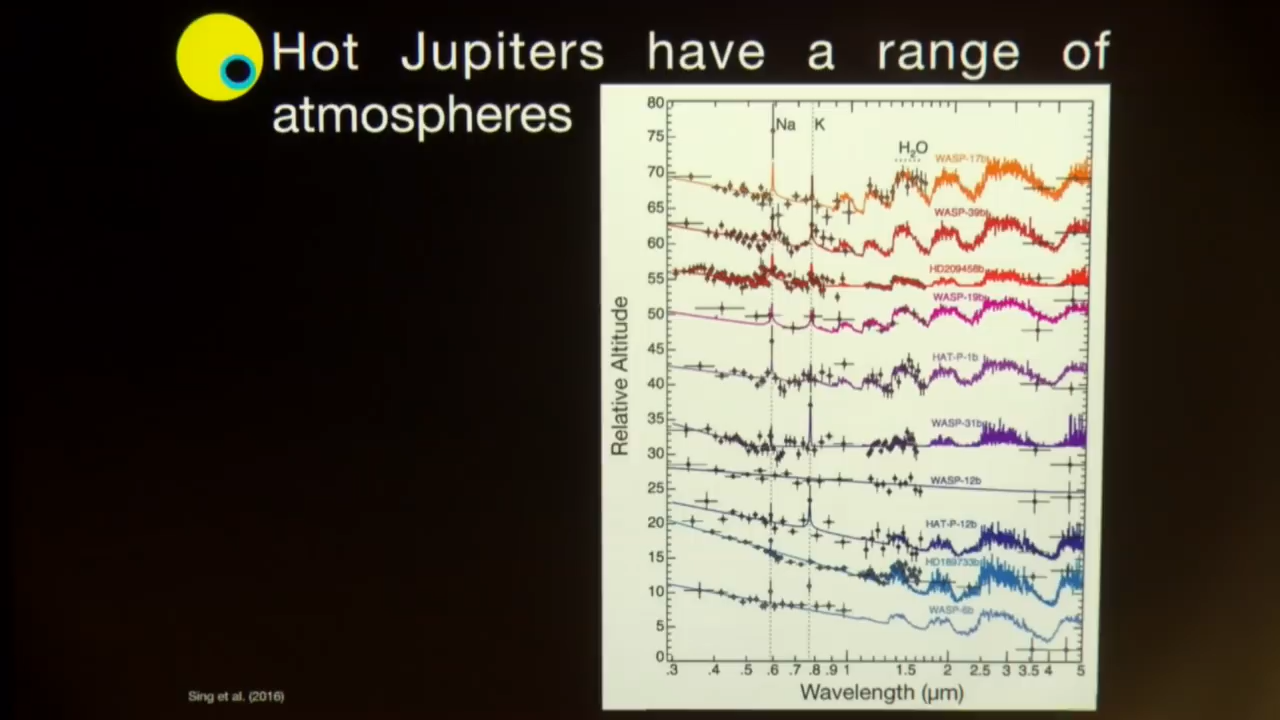 Hot Jupiters have a range of
atmospheres
80
75
70
65
60
55
50
45
40
35
30
25
20
15
10
5
0
Relative Altitude
Na
K
H2O
WASP-17b
WASP-39b
HD209458b
WASP-19b
HAT-P-1b
WASP-31b
WASP-12b
HAT-P-12b
HD189733b
WASP-6b
.3 .4 .5 .6 .7 .8 .9 1 1.5 2 2.5 3 3.5 4 5
Wavelength (μm)
Sing et al. (2016)